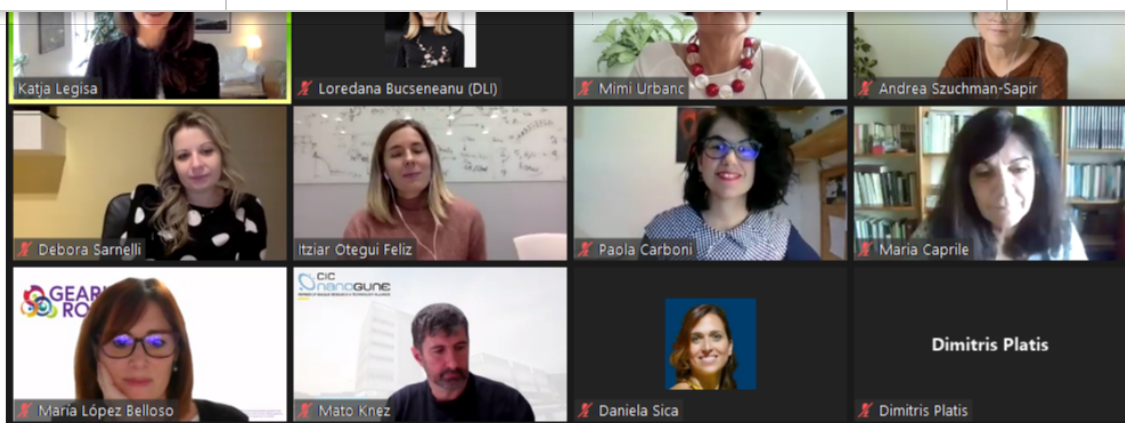 Katja Legisa
Loredana Bucseneanu (DLI)
Mimi Urbanc
Andrea Szuchman-Sapir
Debora Sarnelli
Itziar Otegui Feliz
Paola Carboni
Maria Caprile
GEARI
RO
María López Belloso
CIC
nanoGUNE
Mato Knez
Daniela Sica
Dimitris Platis
Dimitris Platis